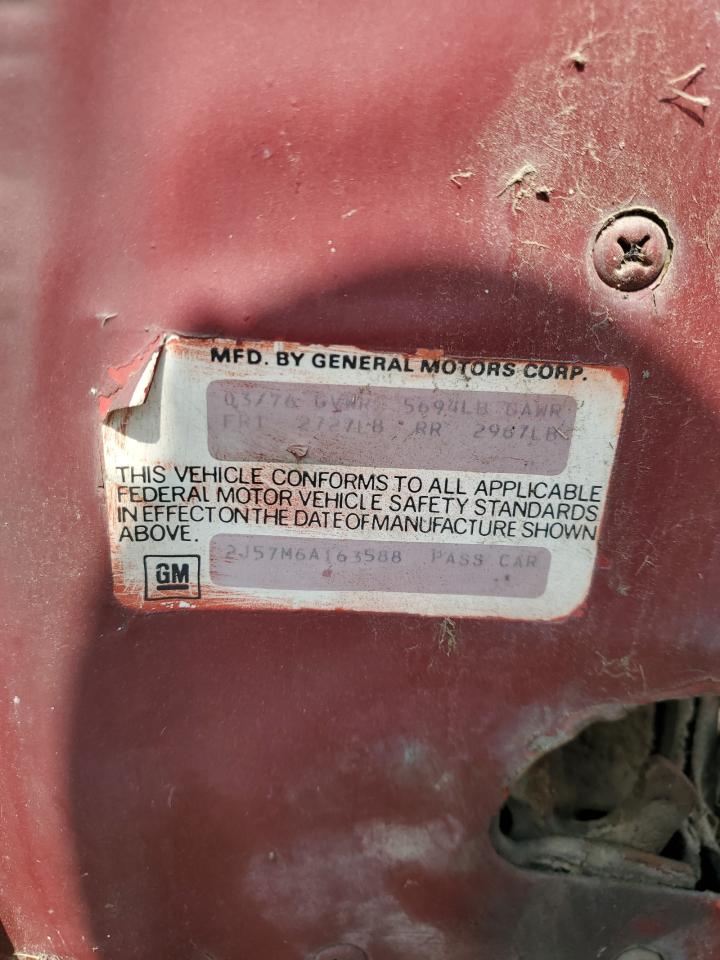 MFD. BY GENERAL MOTORS CORP.
03/76 GVWR 5694LB GAWR
FRT 2727LB RR 2967LB
THIS VEHICLE CONFORMS TO ALL APPLICABLE
FEDERAL MOTOR VEHICLE SAFETY STANDARDS
IN EFFECT ON THE DATE OF MANUFACTURE SHOWN
ABOVE.
GM
2J57M6A163588 PASS CAR